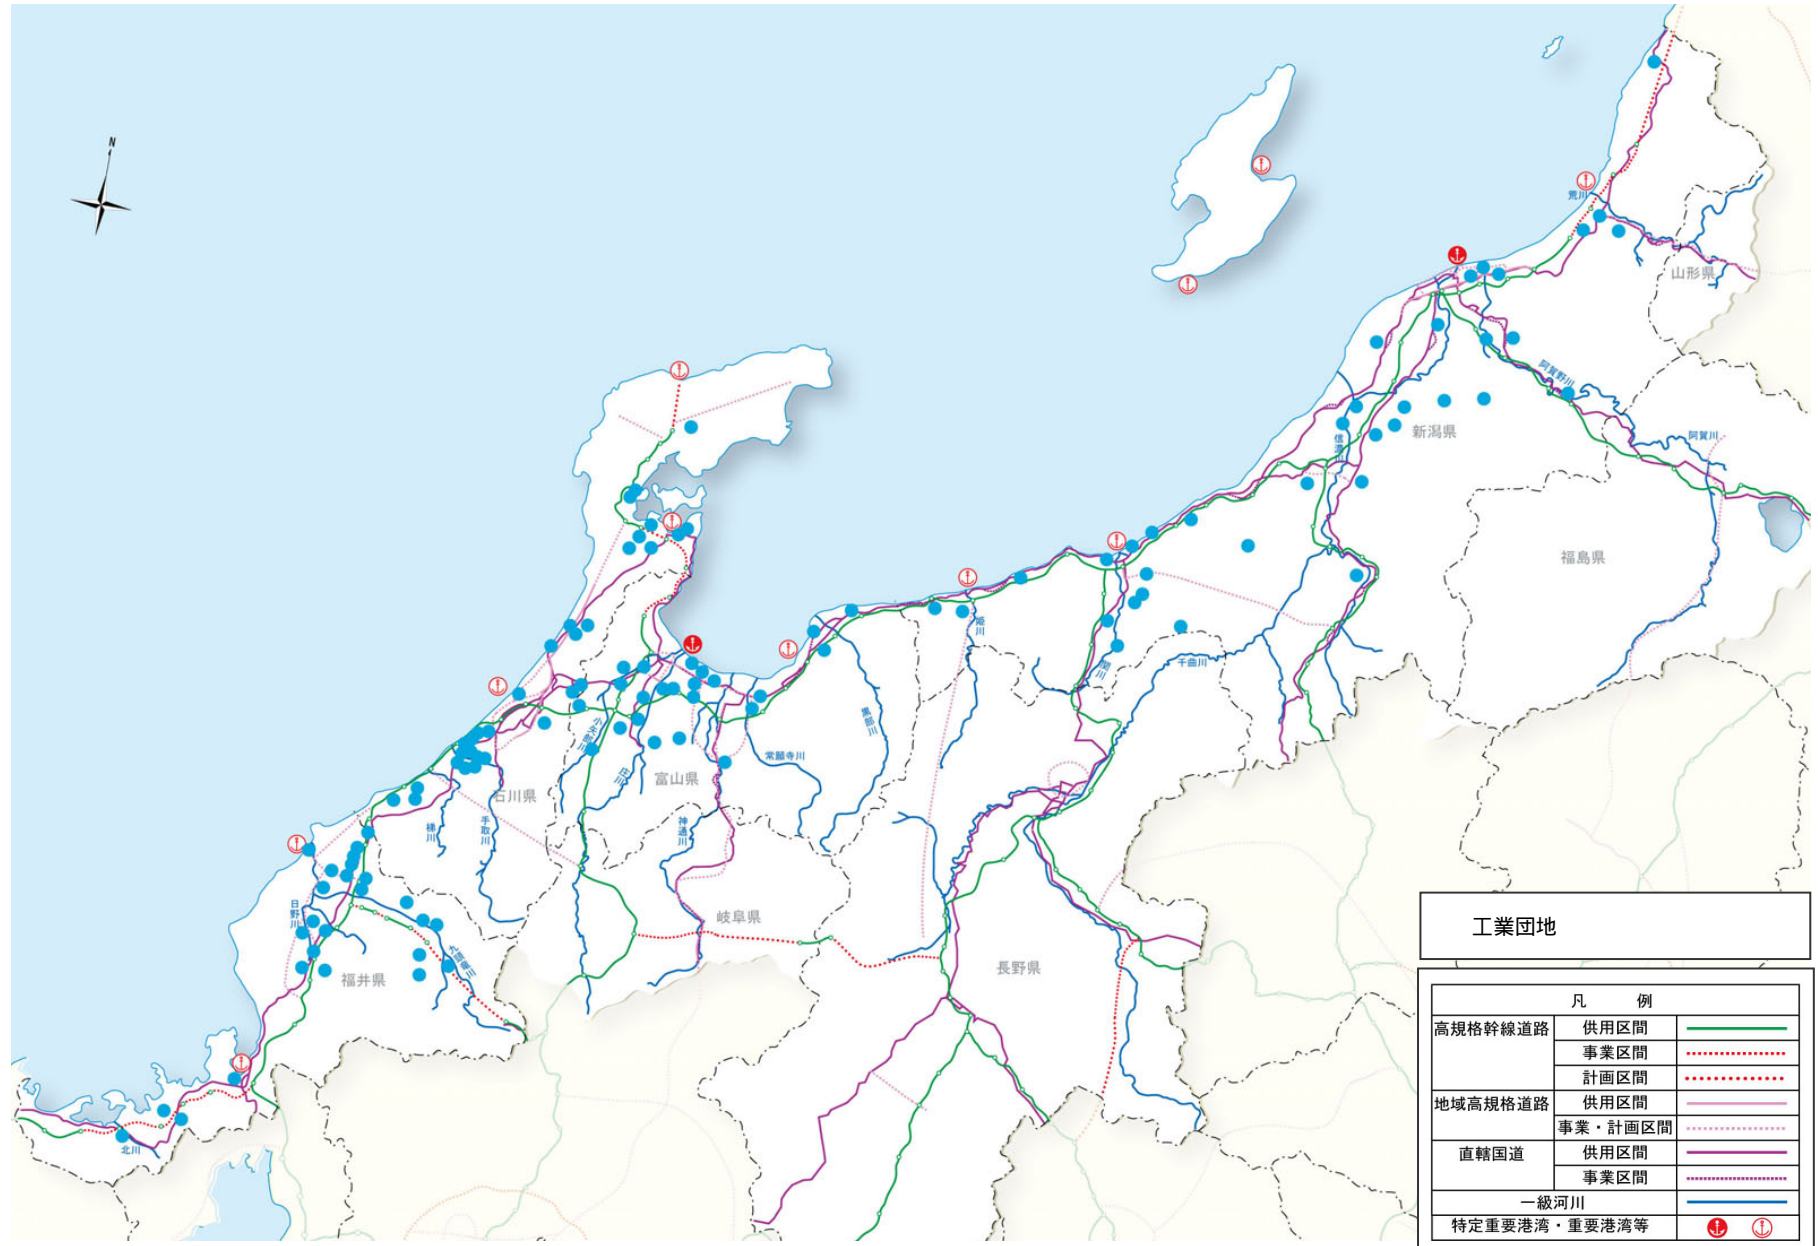 N
荒川
山形県
阿賀野川
阿賀川
新潟県
信濃川
福島県
姫川
関川
千曲川
黒部川
小矢部川
常願寺川
庄川
富山県
石川県
梯川
手取川
神通川
岐阜県
日野川
九頭竜川
福井県
長野県
北川
工業団地
凡 例
高規格幹線道路 供用区間
事業区間
計画区間
地域高規格道路 供用区間
事業・計画区間
直轄国道 供用区間
事業区間
一級河川
特定重要港湾・重要港湾等